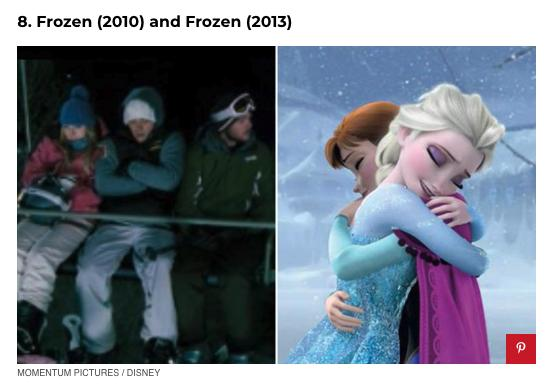 8. Frozen (2010) and Frozen (2013)
MOMENTUM PICTURES / DISNEY